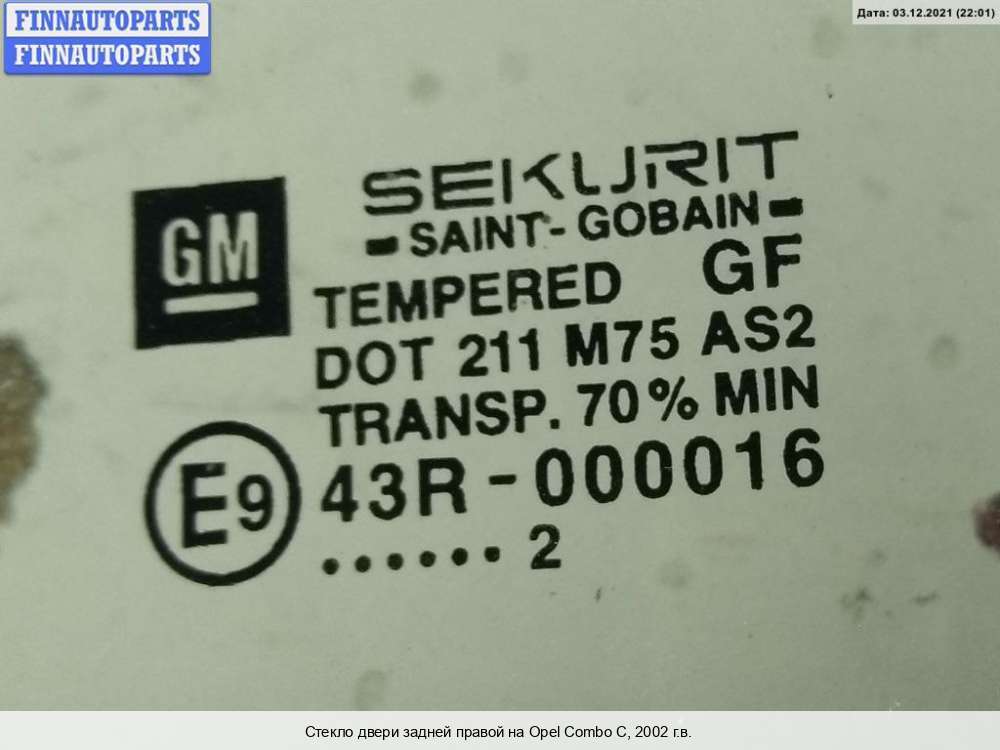 FINNAUTOPARTS
FINNAUTOPARTS
Дата: 03.12.2021 (22:01)
GM
SEKURIT
SAINT-GOBAIN
TEMPERED GF
DOT 211 M75 AS2
TRANSP. 70% MIN
E9 43R-000016
...... 2
Стекло двери задней правой на Opel Combo C, 2002 г.в.